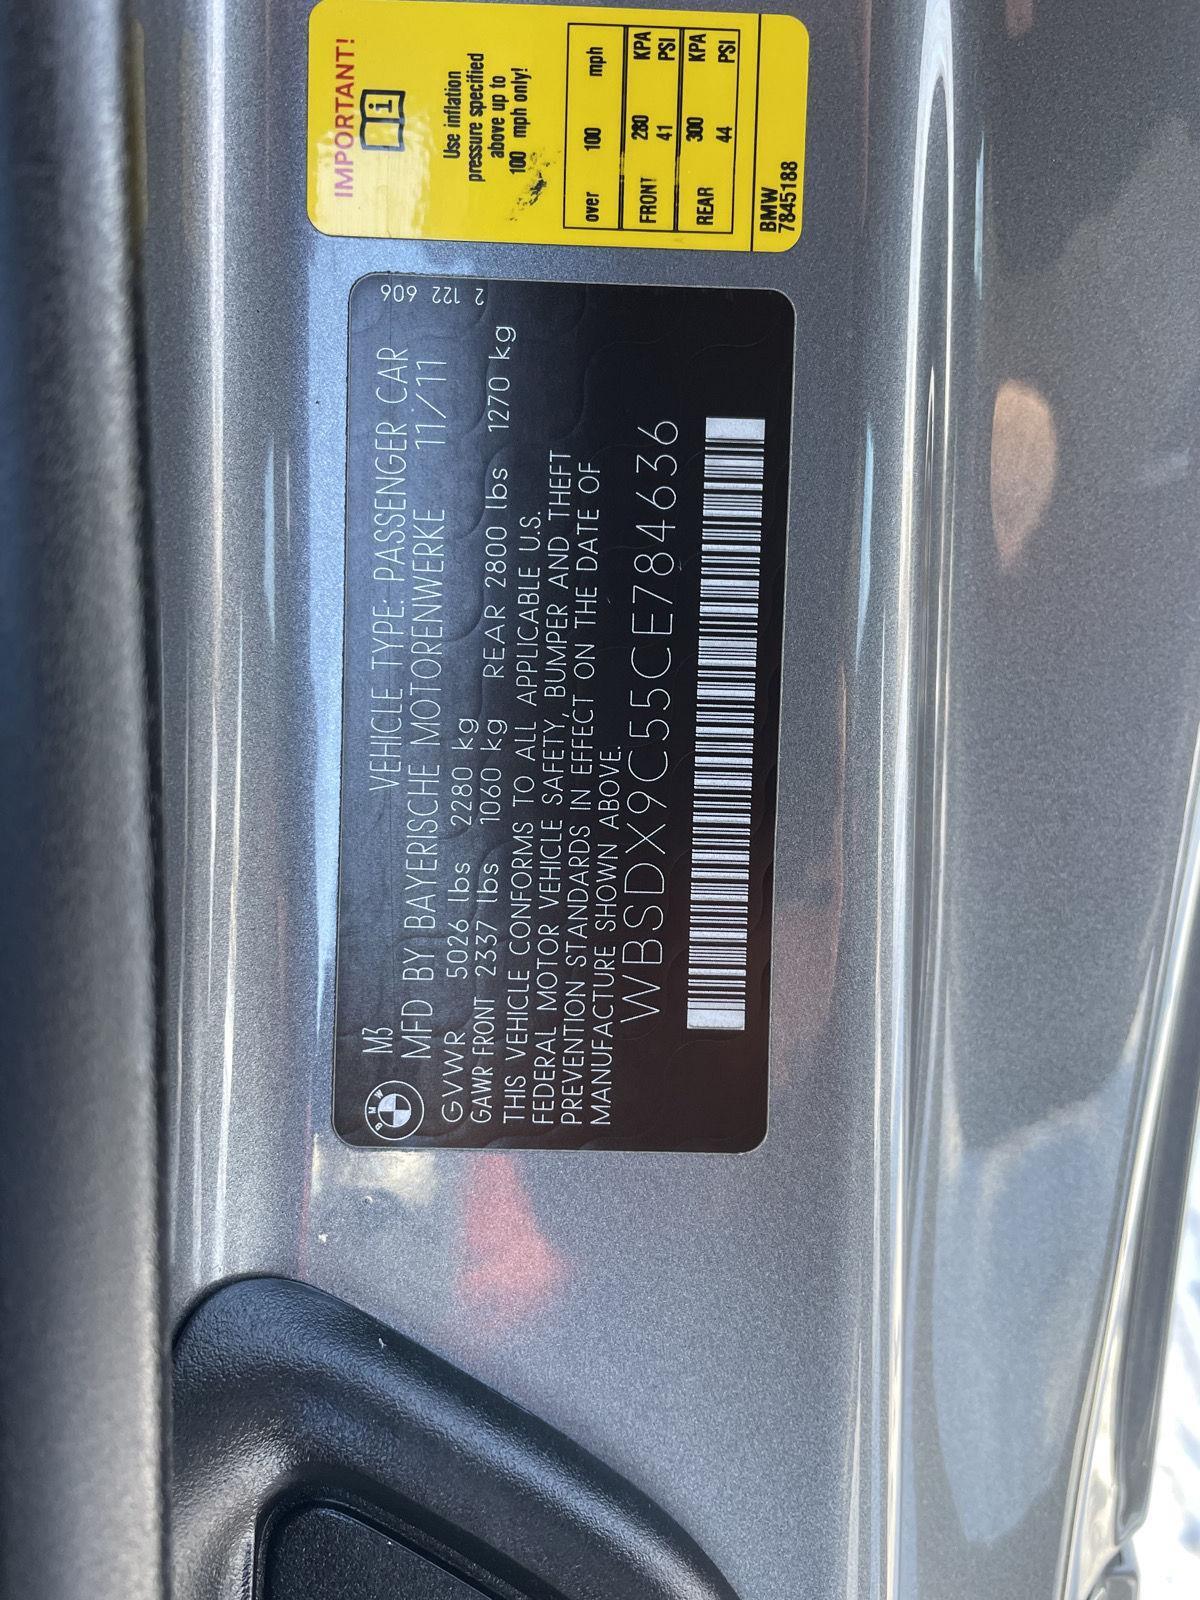 IMPORTANT!
i
Use inflation
pressure specified
above up to
100 mph only!
over 100 mph
FRONT 280 KPA
41 PSI
REAR 300 KPA
44 PSI
BMW
7845188
2 122 606
BMW
M3 VEHICLE TYPE: PASSENGER CAR
MFD BY BAYERISCHE MOTORENWERKE 11/11
GVWR 5026 lbs 2280 kg
GAWR FRONT 2337 lbs 1060 kg REAR 2800 lbs 1270 kg
THIS VEHICLE CONFORMS TO ALL APPLICABLE U.S.
FEDERAL MOTOR VEHICLE SAFETY, BUMPER AND THEFT
PREVENTION STANDARDS IN EFFECT ON THE DATE OF
MANUFACTURE SHOWN ABOVE.
WBSDX9C55CE784636